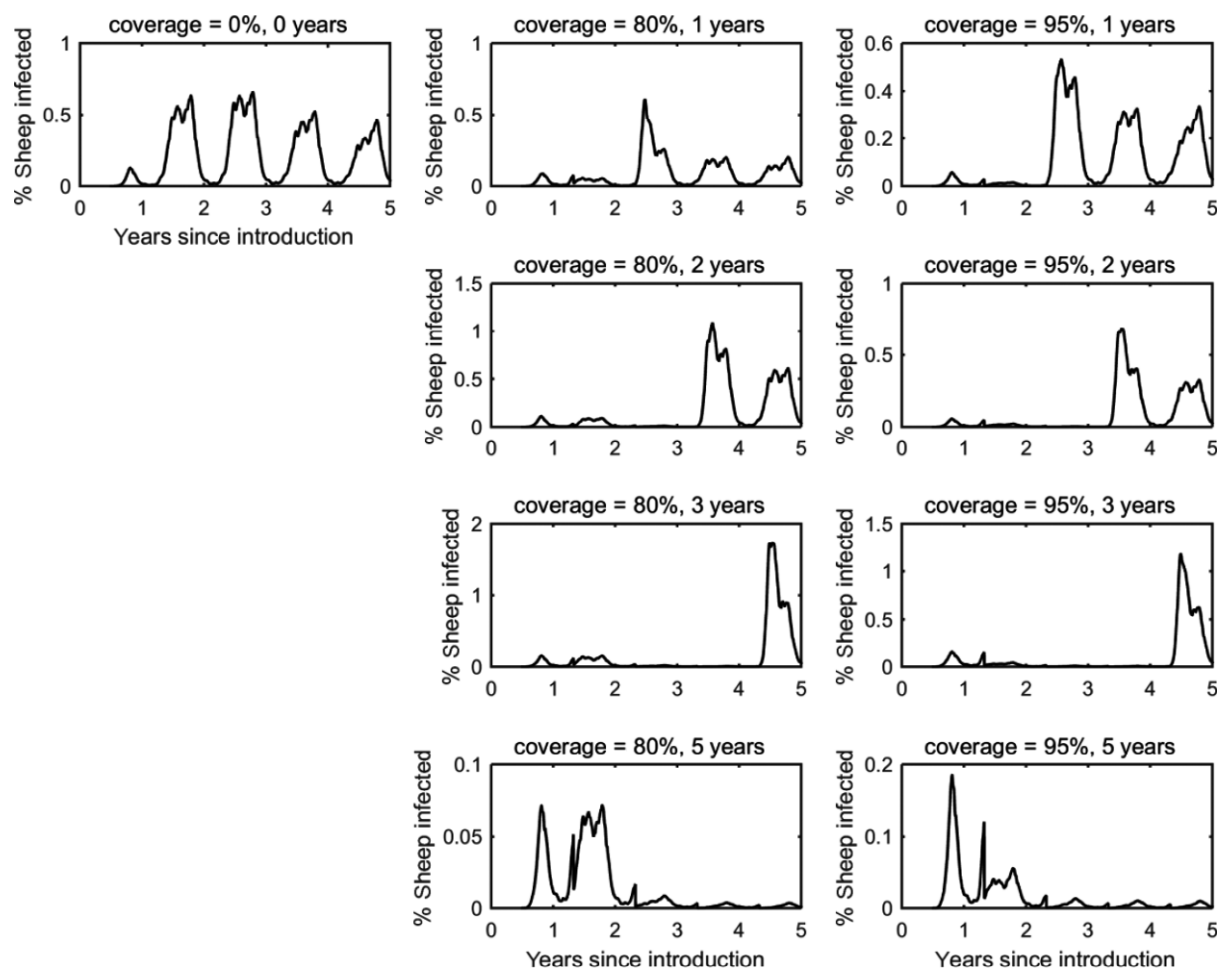 coverage = 0%, 0 years
% Sheep infected
1
0.5
0
0 1 2 3 4 5
Years since introduction
coverage = 80%, 1 years
% Sheep infected
1
0.5
0
0 1 2 3 4 5
coverage = 95%, 1 years
% Sheep infected
0.6
0.4
0.2
0
0 1 2 3 4 5
coverage = 80%, 2 years
% Sheep infected
1.5
1
0.5
0
0 1 2 3 4 5
coverage = 95%, 2 years
% Sheep infected
1
0.5
0
0 1 2 3 4 5
coverage = 80%, 3 years
% Sheep infected
2
1
0
0 1 2 3 4 5
coverage = 95%, 3 years
% Sheep infected
1.5
1
0.5
0
0 1 2 3 4 5
coverage = 80%, 5 years
% Sheep infected
0.1
0.05
0
0 1 2 3 4 5
Years since introduction
coverage = 95%, 5 years
% Sheep infected
0.2
0.1
0
0 1 2 3 4 5
Years since introduction